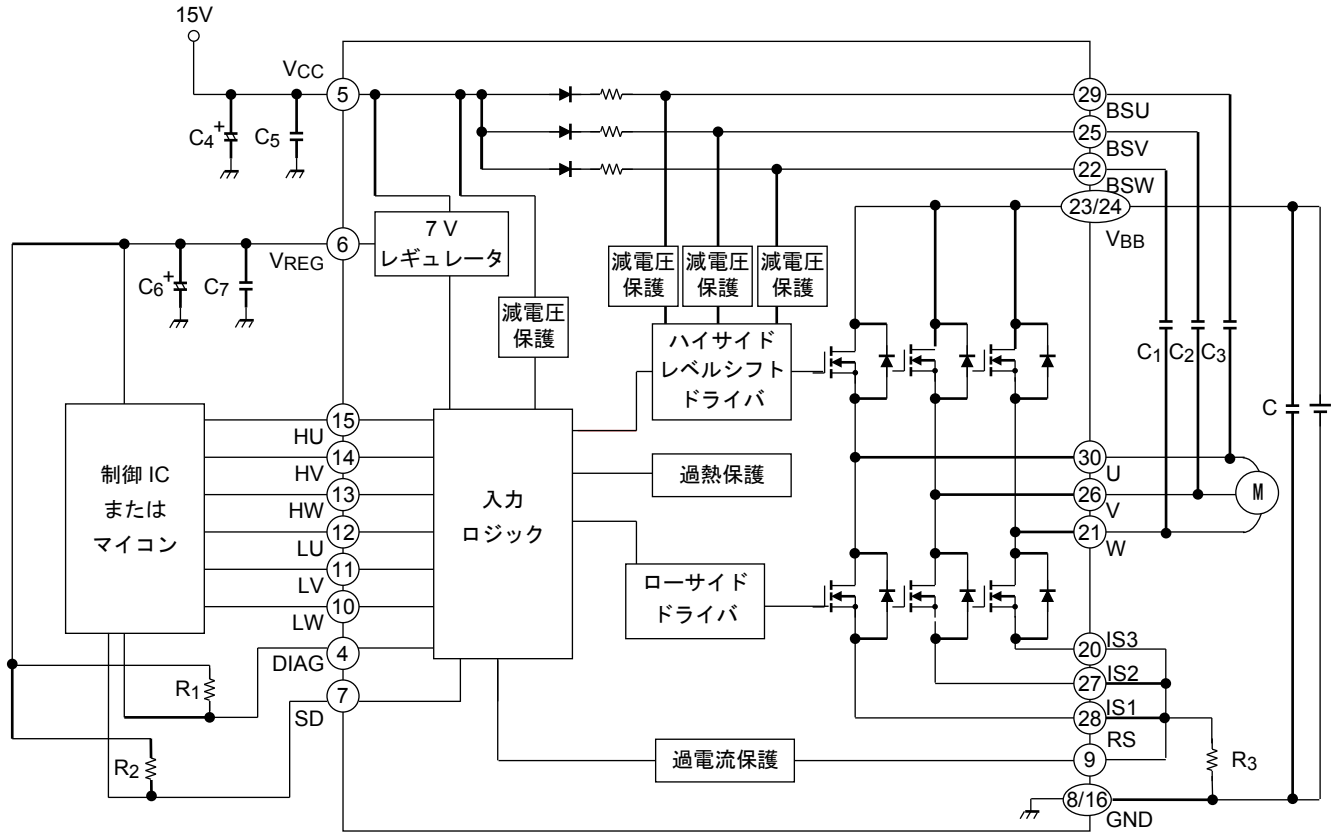 15V
VCC
5
C4
+
C5
29
BSU
25
BSV
22
BSW
23/24
VBB
6
VREG
7 V
レギュレータ
C6
+
C7
減電圧
保護
減電圧
保護
減電圧
保護
減電圧
保護
ハイサイド
レベルシフト
ドライバ
C1
C2
C3
C
制御 IC
または
マイコン
15
HU
14
HV
13
HW
12
LU
11
LV
10
LW
4
DIAG
7
SD
入力
ロジック
過熱保護
ローサイド
ドライバ
30
U
26
V
21
W
M
20
IS3
27
IS2
28
IS1
RS
9
過電流保護
8/16
GND
R1
R2
R3